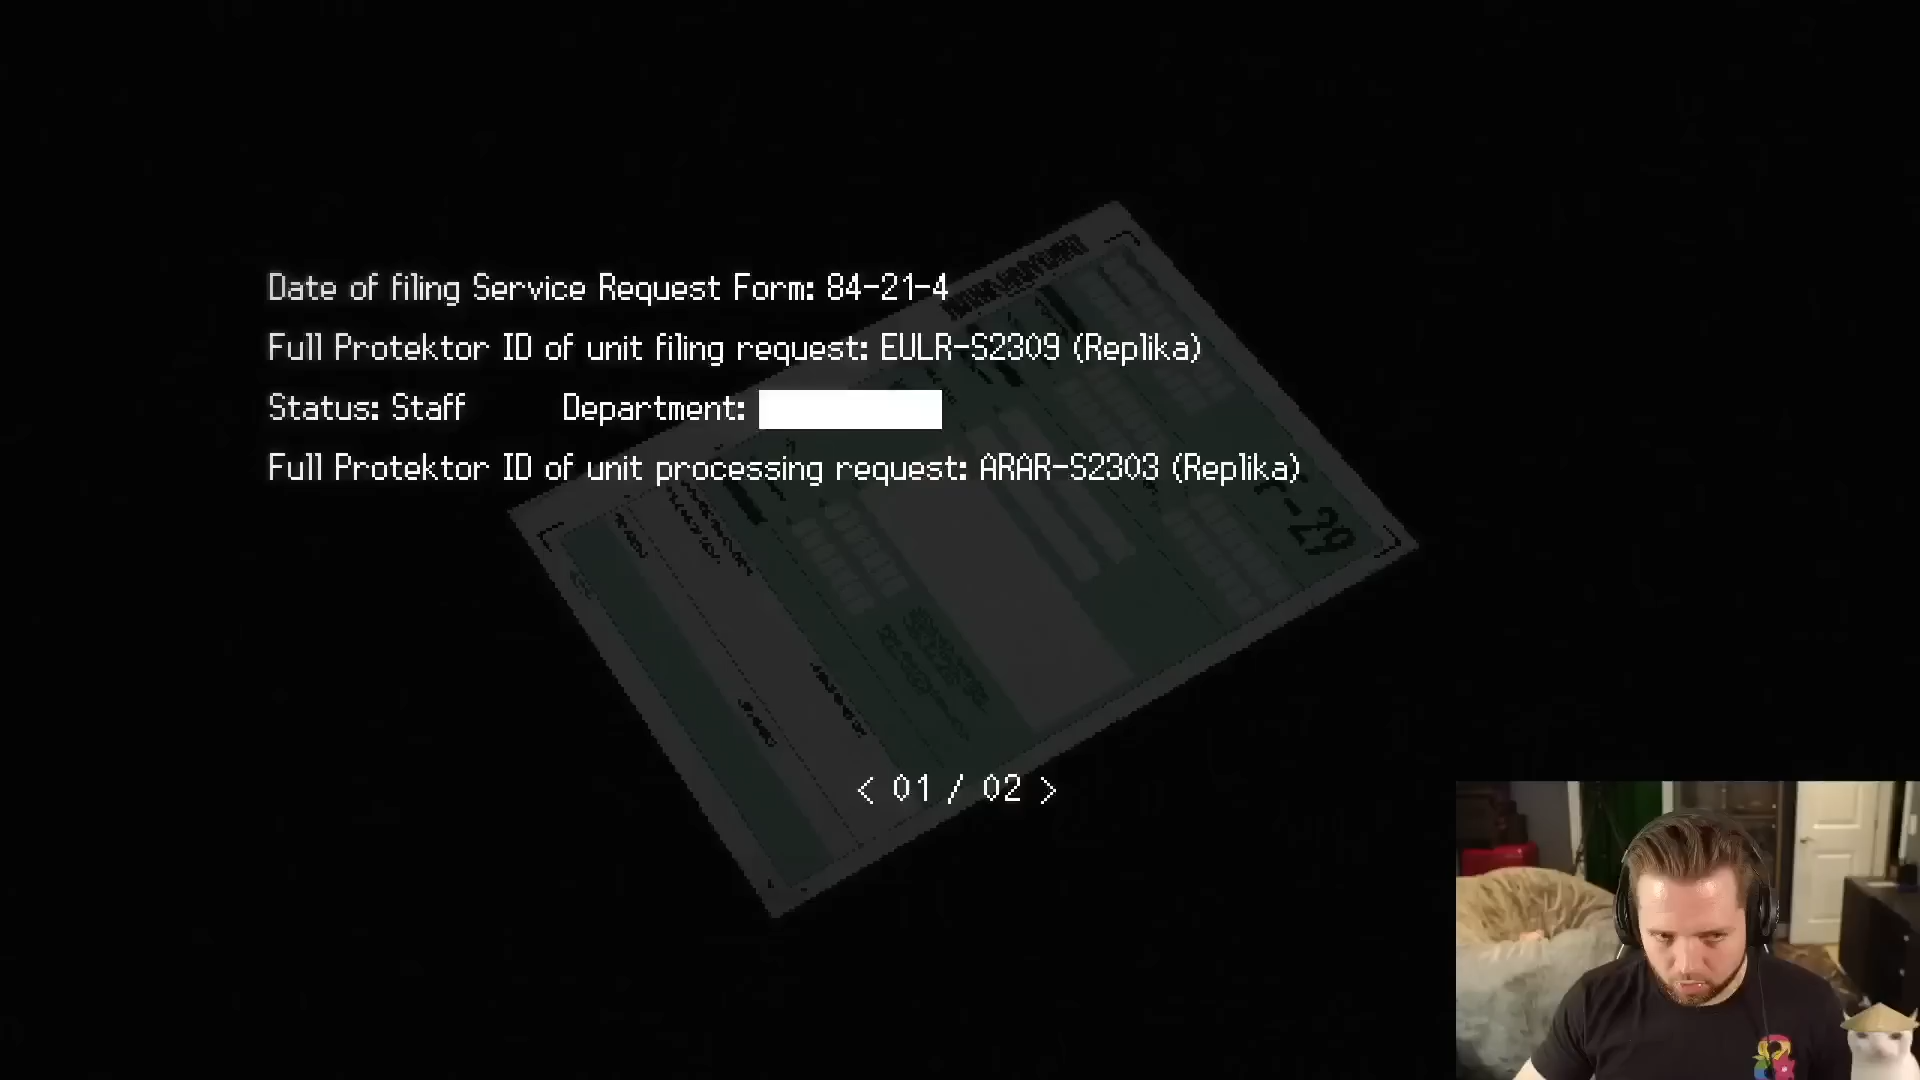 Date of filing Service Request Form: 84-21-4
Full Protektor ID of unit filing request: EULR-S2309 (Replika)
Status: Staff Department:
Full Protektor ID of unit processing request: ARAR-S2303 (Replika)
-29
< 01 / 02 >